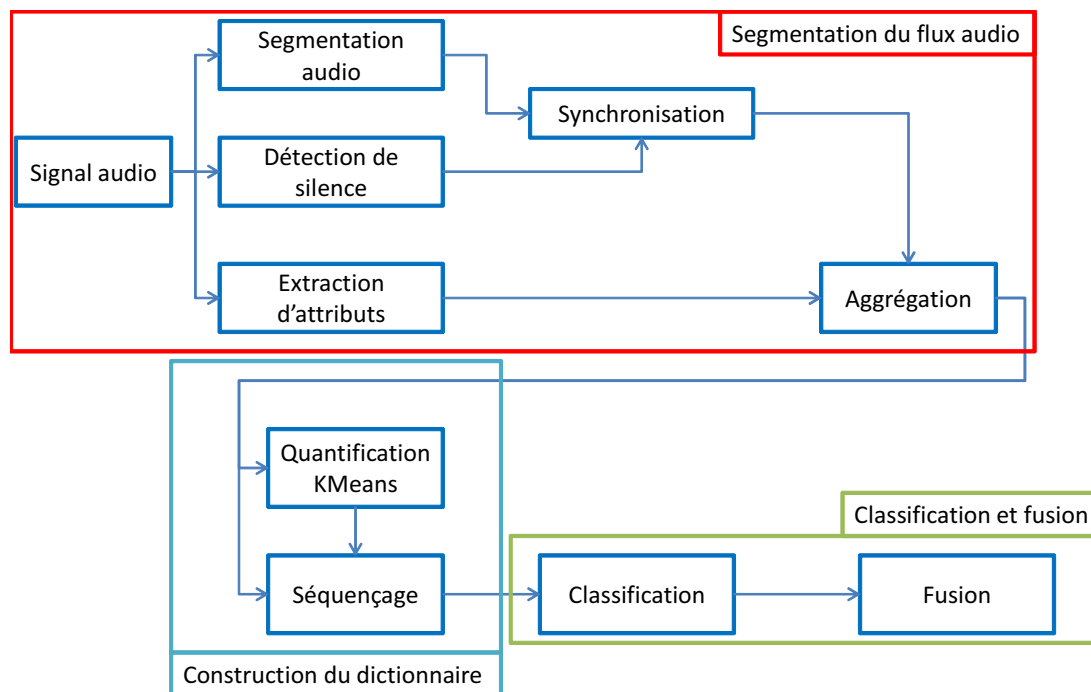 Segmentation du flux audio
Segmentation
audio
Synchronisation
Signal audio
Détection de
silence
Extraction
d'attributs
Aggrégation
Quantification
KMeans
Classification et fusion
Séquençage
Classification
Fusion
Construction du dictionnaire